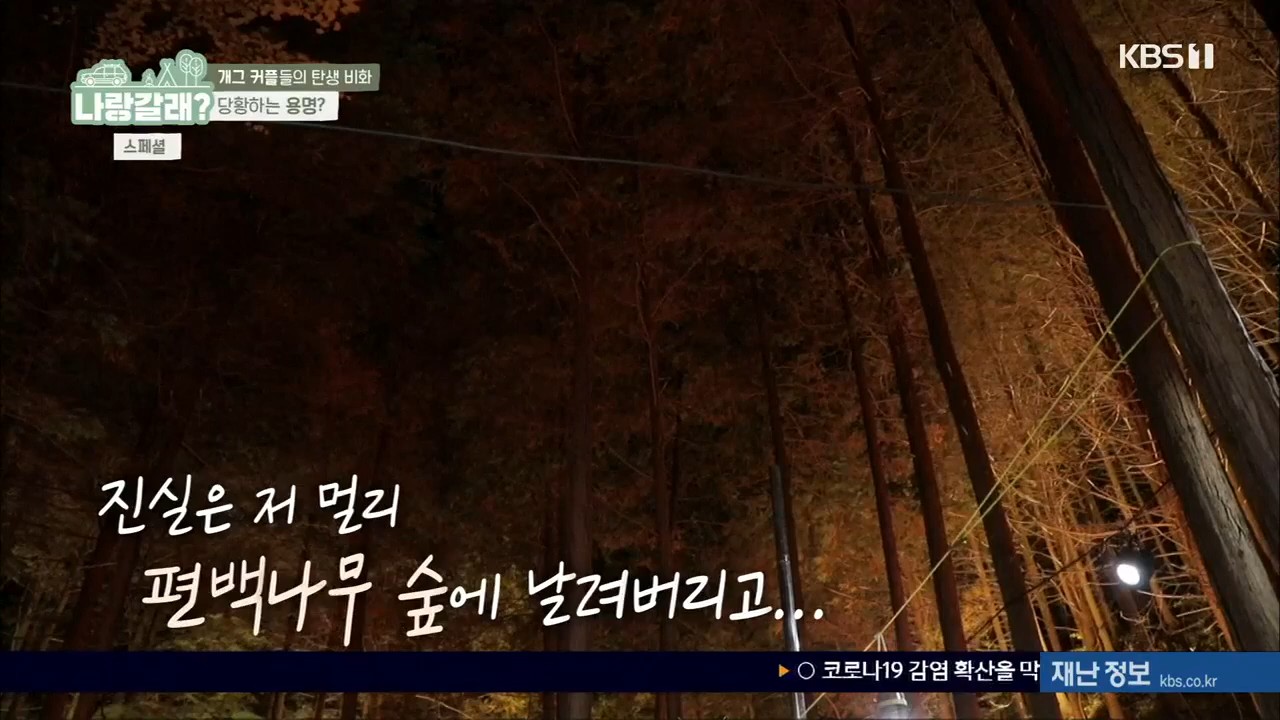 KBS 1
개그 커플들의 탄생 비화
나랑갈래?
당황하는 용명?
스페셜
진실은 저 멀리
편백나무 숲에 날려버리고...
▶ ○ 코로나19 감염 확산을 막
재난 정보 kbs.co.kr